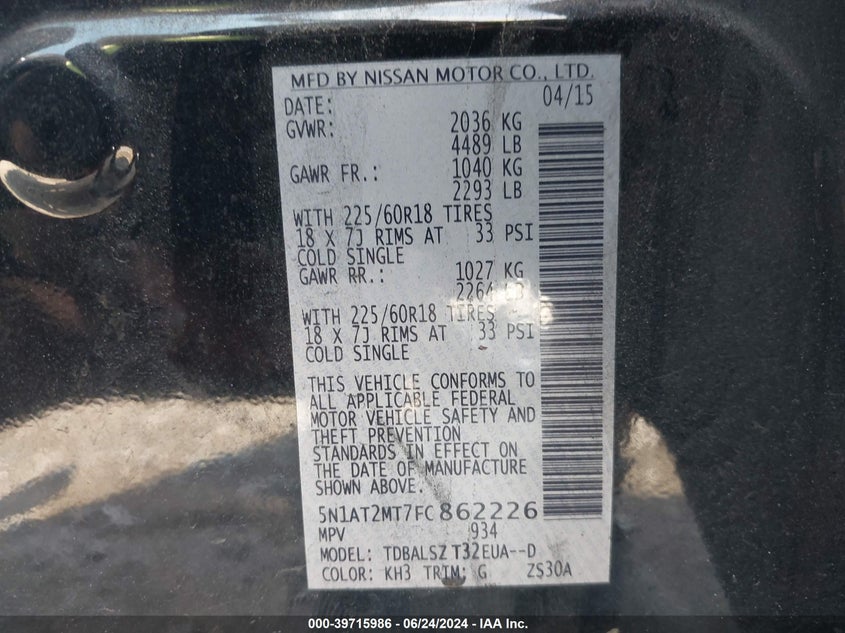 MFD BY NISSAN MOTOR CO., LTD.
DATE: 04/15
GVWR: 2036 KG
4489 LB
GAWR FR.: 1040 KG
2293 LB
WITH 225/60R18 TIRES
18 X 7J RIMS AT 33 PSI
COLD SINGLE
GAWR RR.: 1027 KG
2264 LB
WITH 225/60R18 TIRES
18 X 7J RIMS AT 33 PSI
COLD SINGLE
THIS VEHICLE CONFORMS TO
ALL APPLICABLE FEDERAL
MOTOR VEHICLE SAFETY AND
THEFT PREVENTION
STANDARDS IN EFFECT ON
THE DATE OF MANUFACTURE
SHOWN ABOVE.
5N1AT2MT7FC862226
MPV 934
MODEL: TDBALSZ T32EUA--D
COLOR: KH3 TRIM: G ZS30A
000-39715986 - 06/24/2024 - IAA Inc.